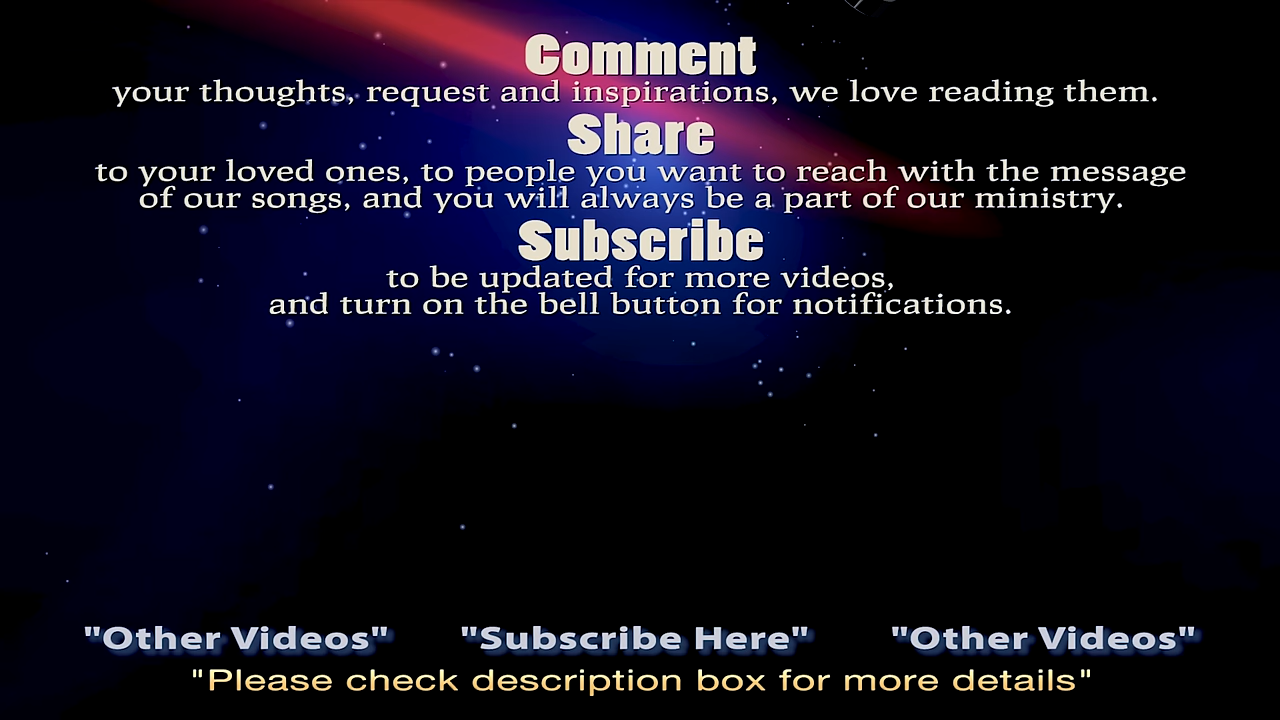 Comment
your thoughts, request and inspirations, we love reading them.
Share
to your loved ones, to people you want to reach with the message
of our songs, and you will always be a part of our ministry.
Subscribe
to be updated for more videos,
and turn on the bell button for notifications.
"Other Videos" "Subscribe Here" "Other Videos"
"Please check description box for more details"